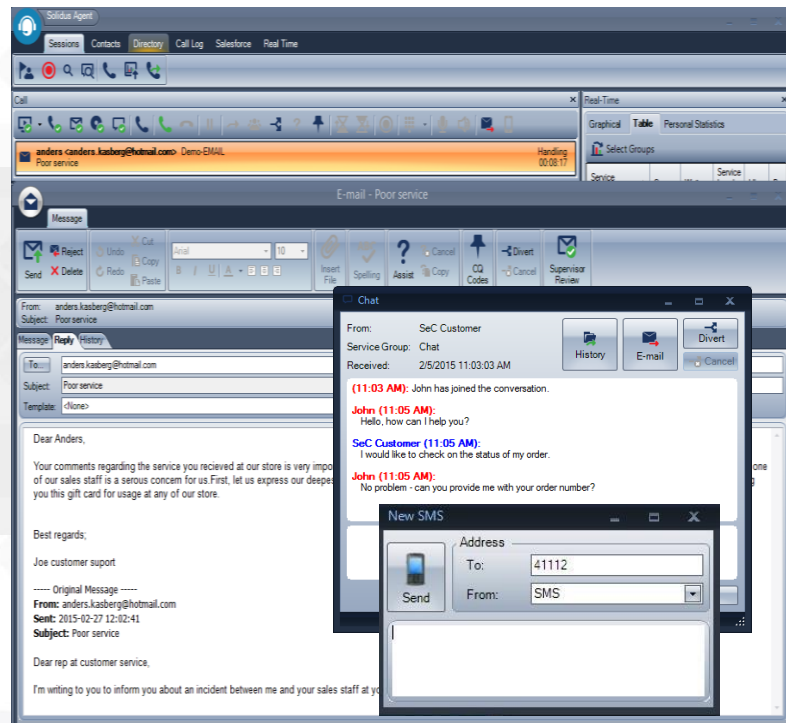 Solidus Agent
Sessions Contacts Directory Call Log Salesforce Real Time
Call
Real-Time
Graphical Table Personal Statistics
Select Groups
anders <anders.kasberg@hotmail.com> Demo-EMAIL
Handling
Poor service
00:08:17
Service
Service
E-mail - Poor service
Message
Send
Reject
Delete
Undo
Redo
Cut
Copy
Paste
Arial
10
B I U A
Insert File
Spelling
Assist
Cancel
Copy
CQ Codes
Divert
Cancel
Supervisor Review
From: anders.kasberg@hotmail.com
Subject: Poor service
Message Reply History
To... anders.kasberg@hotmail.com
Subject: Poor service
Template: <None>
Dear Anders,
Your comments regarding the service you recieved at our store is very impo
one
of our sales staff is a serous concern for us.First, let us express our deepes
g
you this gift card for usage at any of our store.
Best regards;
Joe customer suport
----- Original Message -----
From: anders.kasberg@hotmail.com
Sent: 2015-02-27 12:02:41
Subject: Poor service
Dear rep at customer service,
I'm writing to you to inform you about an incident between me and your sales staff at yo
Chat
From: SeC Customer
Service Group: Chat
Received: 2/5/2015 11:03:03 AM
History
E-mail
Divert
Cancel
(11:03 AM): John has joined the conversation.
John (11:05 AM):
Hello, how can I help you?
SeC Customer (11:05 AM):
I would like to check on the status of my order.
John (11:05 AM):
No problem - can you provide me with your order number?
New SMS
Send
Address
To: 41112
From: SMS